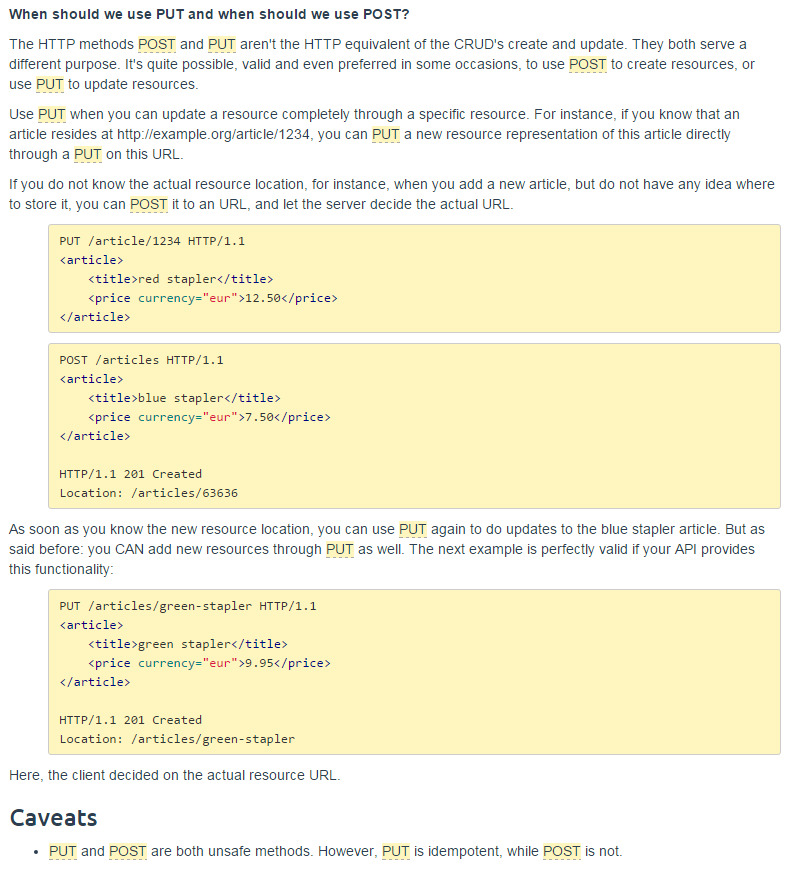 When should we use PUT and when should we use POST?
The HTTP methods POST and PUT aren't the HTTP equivalent of the CRUD's create and update. They both serve a
different purpose. It's quite possible, valid and even preferred in some occasions, to use POST to create resources, or
use PUT to update resources.
Use PUT when you can update a resource completely through a specific resource. For instance, if you know that an
article resides at http://example.org/article/1234, you can PUT a new resource representation of this article directly
through a PUT on this URL.
If you do not know the actual resource location, for instance, when you add a new article, but do not have any idea where
to store it, you can POST it to an URL, and let the server decide the actual URL.
PUT /article/1234 HTTP/1.1
<article>
    <title>red stapler</title>
    <price currency="eur">12.50</price>
</article>
POST /articles HTTP/1.1
<article>
    <title>blue stapler</title>
    <price currency="eur">7.50</price>
</article>

HTTP/1.1 201 Created
Location: /articles/63636
As soon as you know the new resource location, you can use PUT again to do updates to the blue stapler article. But as
said before: you CAN add new resources through PUT as well. The next example is perfectly valid if your API provides
this functionality:
PUT /articles/green-stapler HTTP/1.1
<article>
    <title>green stapler</title>
    <price currency="eur">9.95</price>
</article>

HTTP/1.1 201 Created
Location: /articles/green-stapler
Here, the client decided on the actual resource URL.
Caveats
• PUT and POST are both unsafe methods. However, PUT is idempotent, while POST is not.